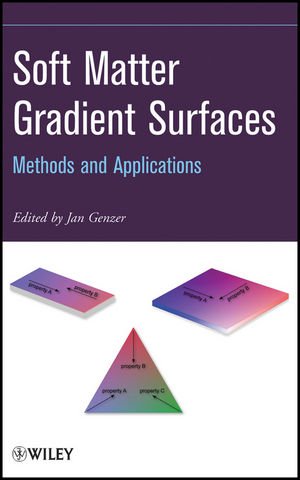 Soft Matter
Gradient Surfaces
Methods and Applications
Edited by Jan Genzer
property A
property B
property A
property B
property B
property A
property C
WILEY